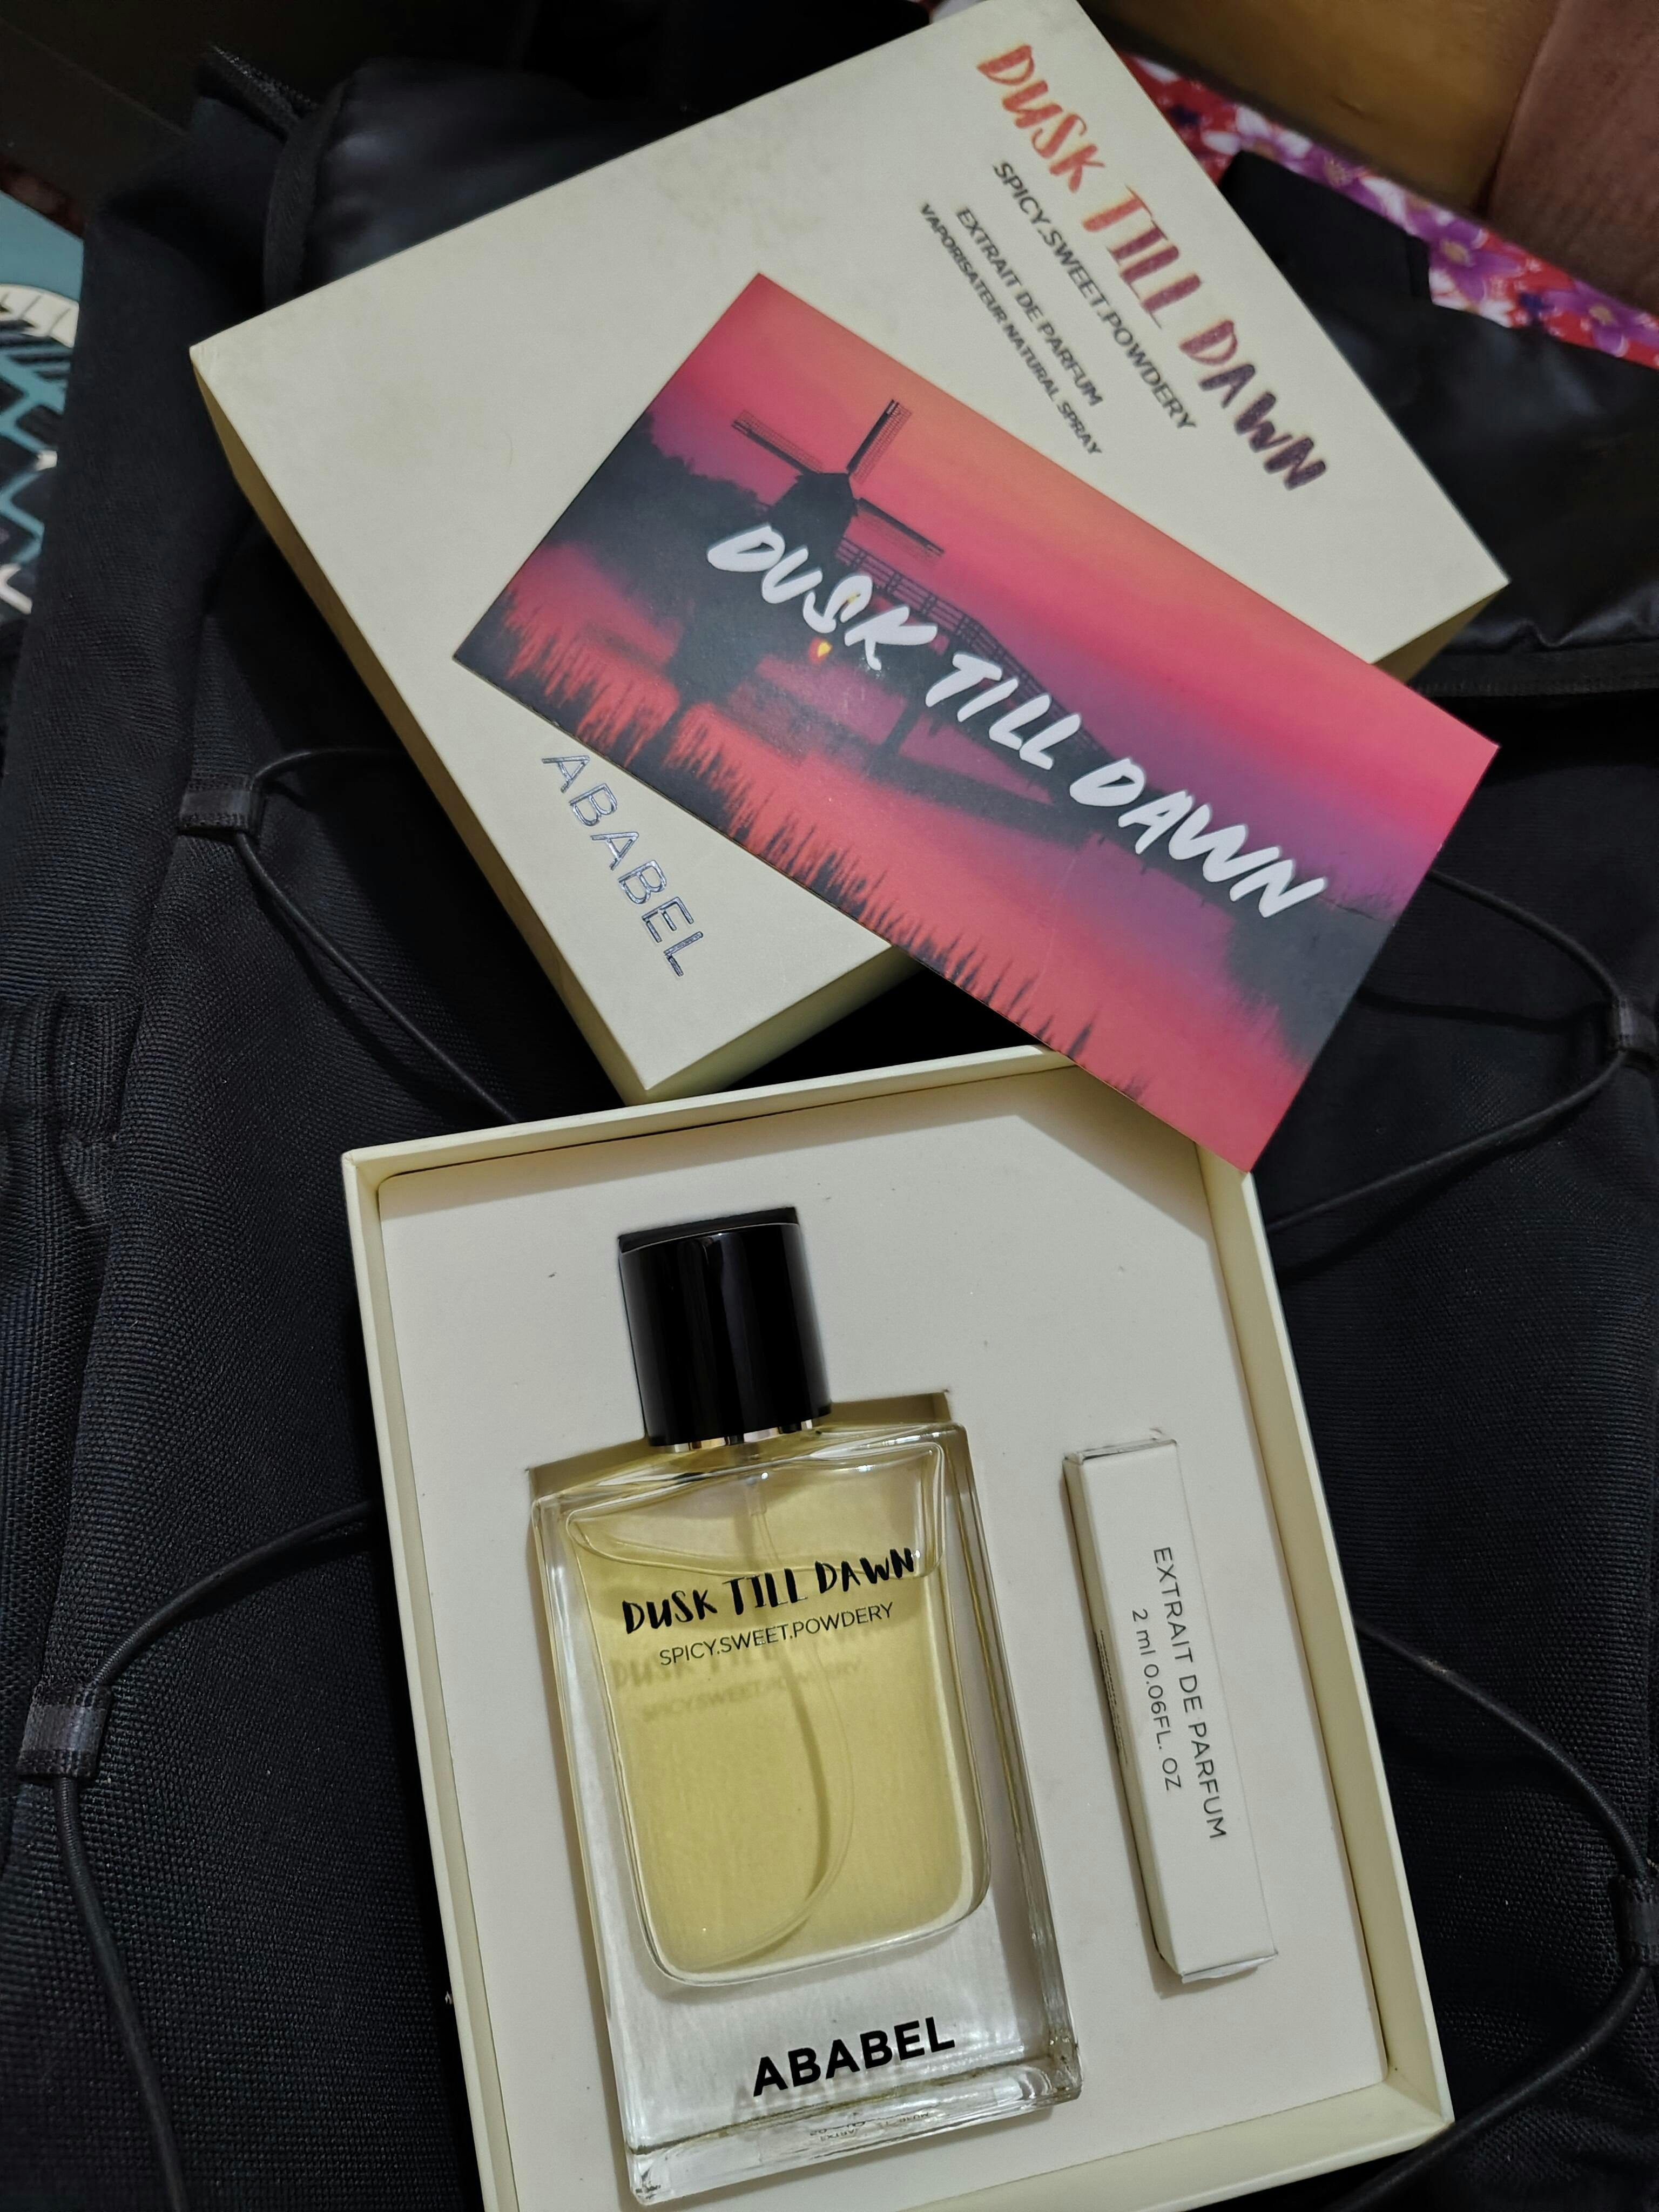 DUSK TILL DAWN
SPICY.SWEET.POWDERY
EXTRAIT DE PARFUM
VAPORISATEUR NATURAL SPRAY
DUSK TILL DAWN
ABABEL
DUSK TILL DAWN
SPICY.SWEET.POWDERY
ABABEL
EXTRAIT DE PARFUM
2 ml 0.06FL. OZ